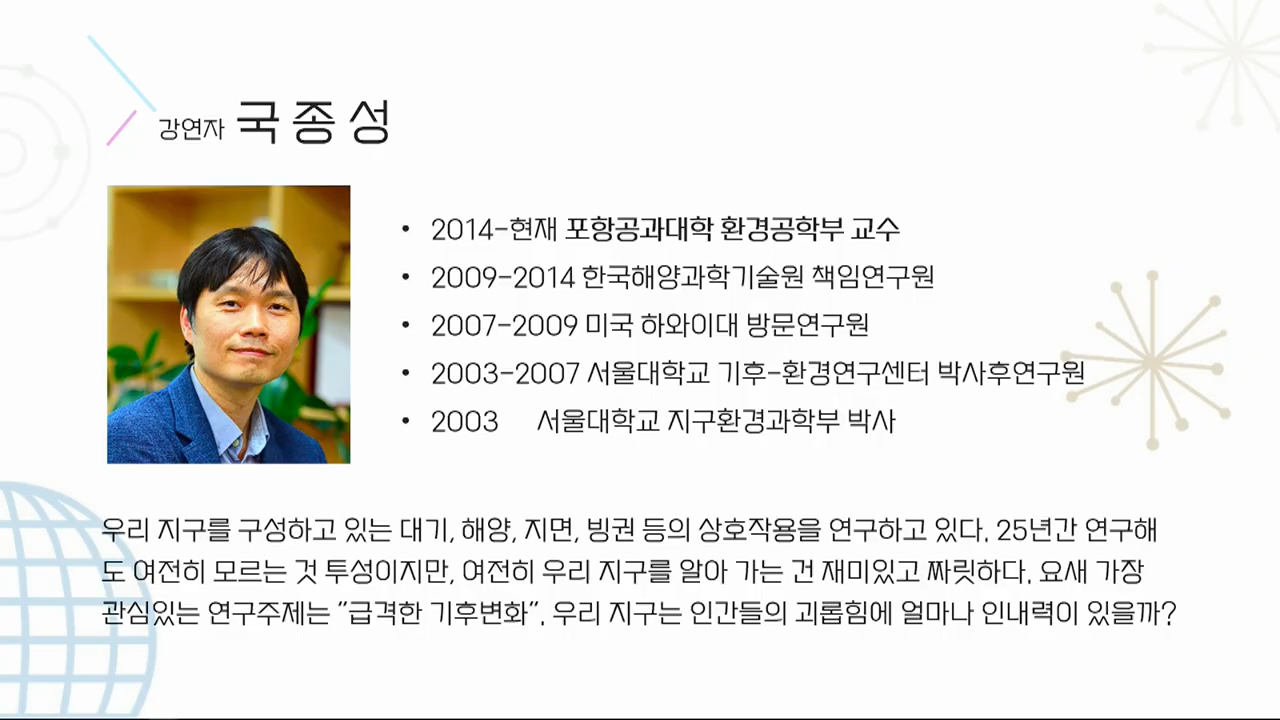 강연자 국종성
• 2014-현재 포항공과대학 환경공학부 교수
• 2009-2014 한국해양과학기술원 책임연구원
• 2007-2009 미국 하와이대 방문연구원
• 2003-2007 서울대학교 기후-환경연구센터 박사후연구원
• 2003 서울대학교 지구환경과학부 박사
우리 지구를 구성하고 있는 대기, 해양, 지면, 빙권 등의 상호작용을 연구하고 있다. 25년간 연구해
도 여전히 모르는 것 투성이지만, 여전히 우리 지구를 알아 가는 건 재미있고 짜릿하다. 요새 가장
관심있는 연구주제는 "급격한 기후변화". 우리 지구는 인간들의 괴롭힘에 얼마나 인내력이 있을까?